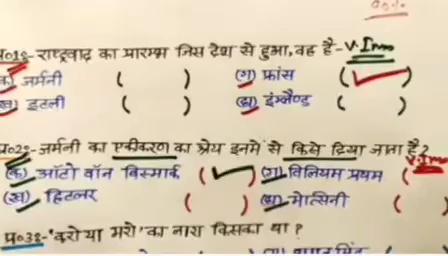 प्र01:- राष्ट्रवाद का प्रारम्भ जिस देश से हुआ, वह है- V.Imp
(क) जर्मनी ( ) (ग) फ्रांस (✓)
(ख) इटली ( ) (घ) इंग्लैण्ड ( )
प्र02:- जर्मनी का एकीकरण का श्रेय इनमें से किसे दिया जाता है?
V.Imp
(क) ऑटो वॉन बिस्मार्क (✓) (ग) विलियम प्रथम ( )
(ख) हिटलर ( ) (घ) मेत्सिनी ( )
प्र03:- 'करो या मरो' का नारा किसका था?